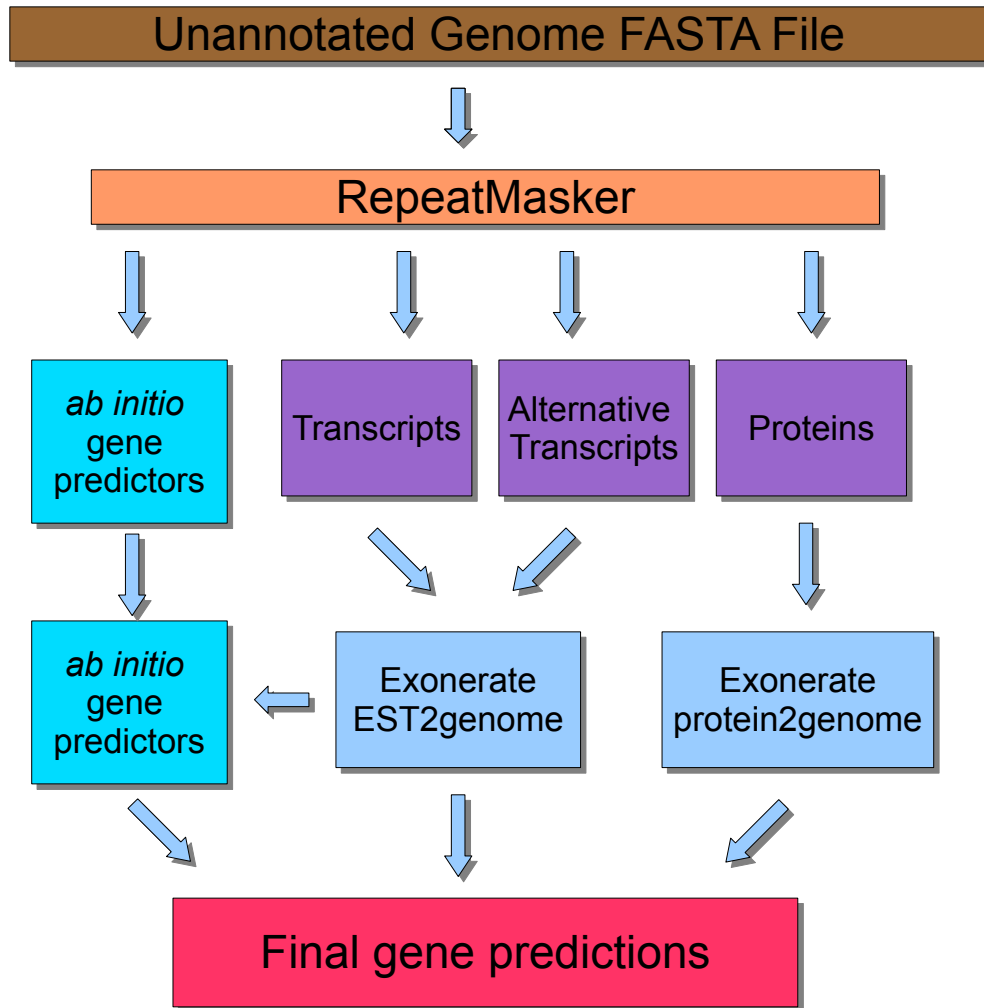 Unannotated Genome FASTA File
RepeatMasker
ab initio
gene
predictors
Transcripts
Alternative
Transcripts
Proteins
ab initio
gene
predictors
Exonerate
EST2genome
Exonerate
protein2genome
Final gene predictions